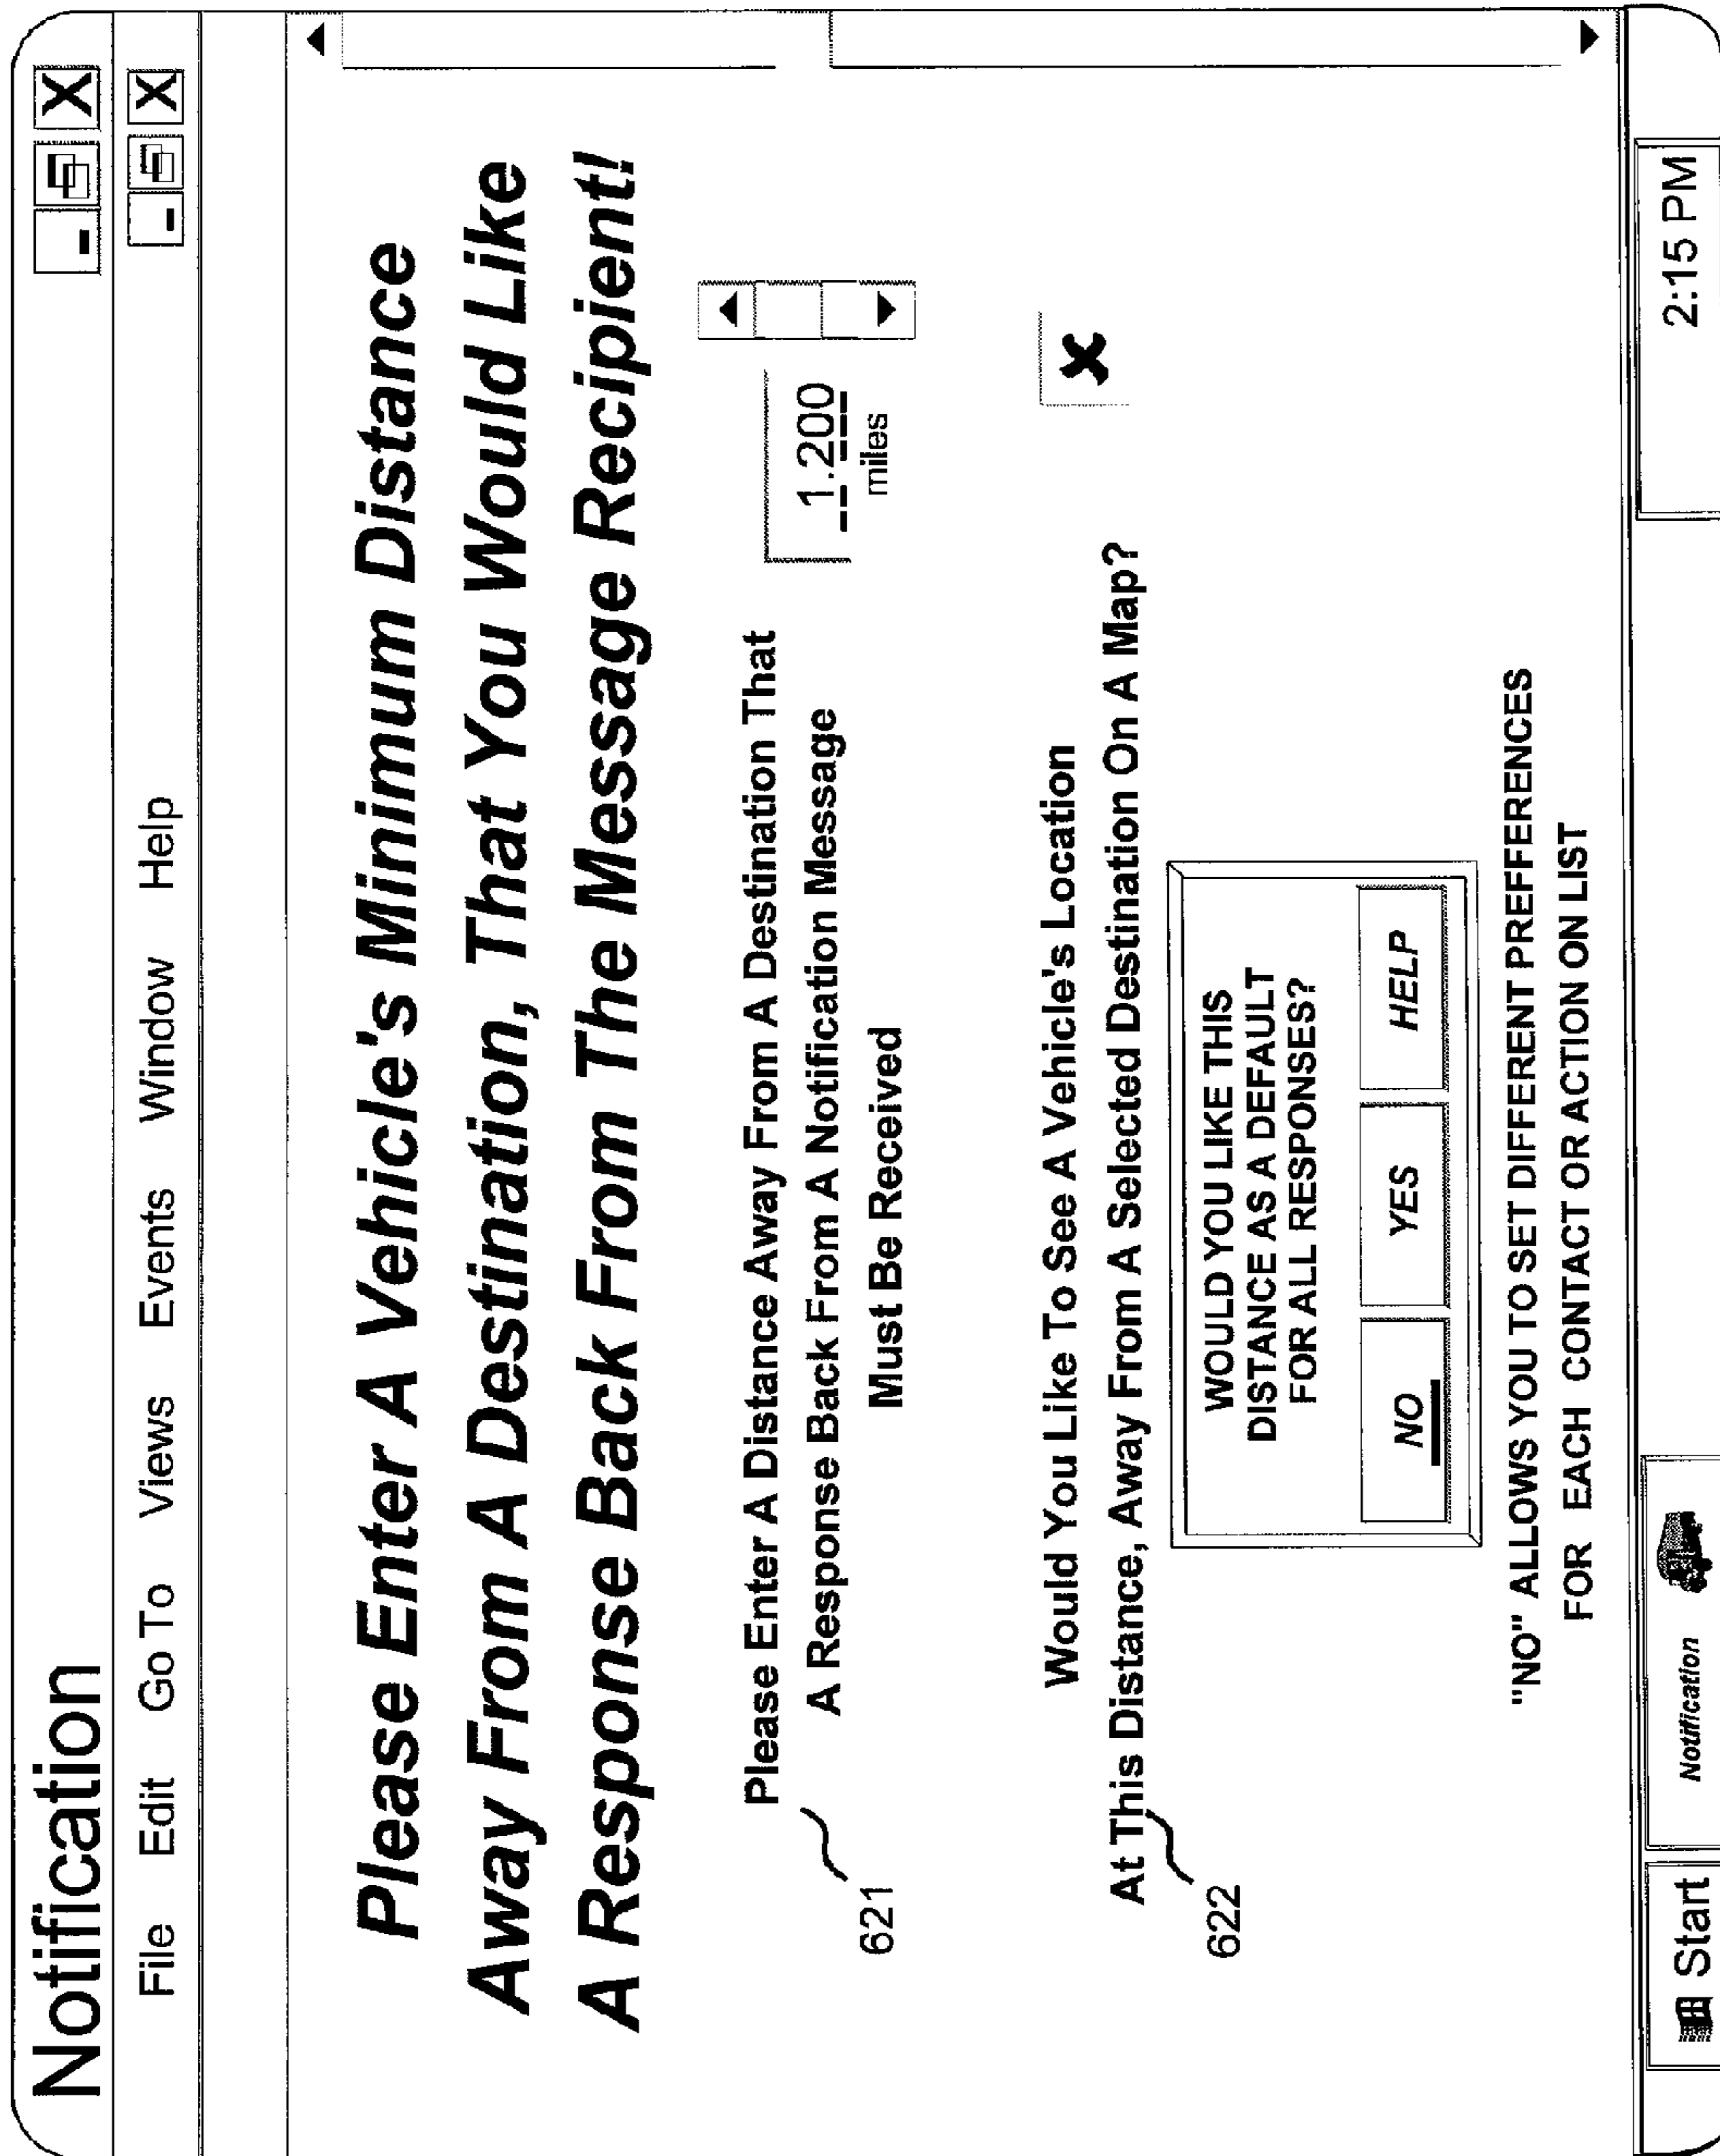 Notification
File Edit Go To Views Events Window Help
Please Enter A Vehicle's Minimum Distance
Away From A Destination, That You Would Like
A Response Back From The Message Recipient!
Please Enter A Distance Away From A Destination That
A Response Back From A Notification Message
Must Be Received
1.200
miles
621
Would You Like To See A Vehicle's Location
At This Distance, Away From A Selected Destination On A Map?
622
WOULD YOU LIKE THIS
DISTANCE AS A DEFAULT
FOR ALL RESPONSES?
NO YES HELP
"NO" ALLOWS YOU TO SET DIFFERENT PREFFERENCES
FOR EACH CONTACT OR ACTION ON LIST
Start Notification 2:15 PM